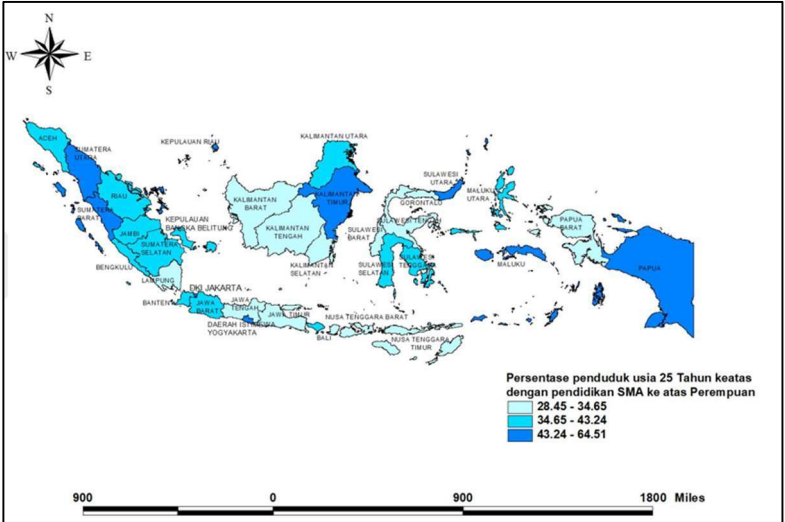 N
W E
S
ACEH
SUMATERA
UTARA
KEPULAUAN RIAU
KALIMANTAN UTARA
RIAU
SUMATERA
BARAT
JAMBI
KEPULAUAN
BANGKA BELITUNG
SUMATERA
SELATAN
BENGKULU
LAMPUNG
KALIMANTAN
BARAT
KALIMANTAN
TENGAH
KALIMANTAN
TIMUR
KALIMANTAN
SELATAN
SULAWESI
UTARA
GORONTALO
SULAWESI TENGAH
SULAWESI
BARAT
SULAWESI
SELATAN
SULAWESI
TENGGARA
MALUKU
UTARA
MALUKU
PAPUA
BARAT
PAPUA
DKI JAKARTA
BANTEN
JAWA
BARAT
JAWA
TENGAH
JAWA TIMUR
DAERAH ISTIMEWA
YOGYAKARTA
BALI
NUSA TENGGARA BARAT
NUSA TENGGARA
TIMUR
Persentase penduduk usia 25 Tahun keatas
dengan pendidikan SMA ke atas Perempuan
28.45 - 34.65
34.65 - 43.24
43.24 - 64.51
900 0 900 1800 Miles